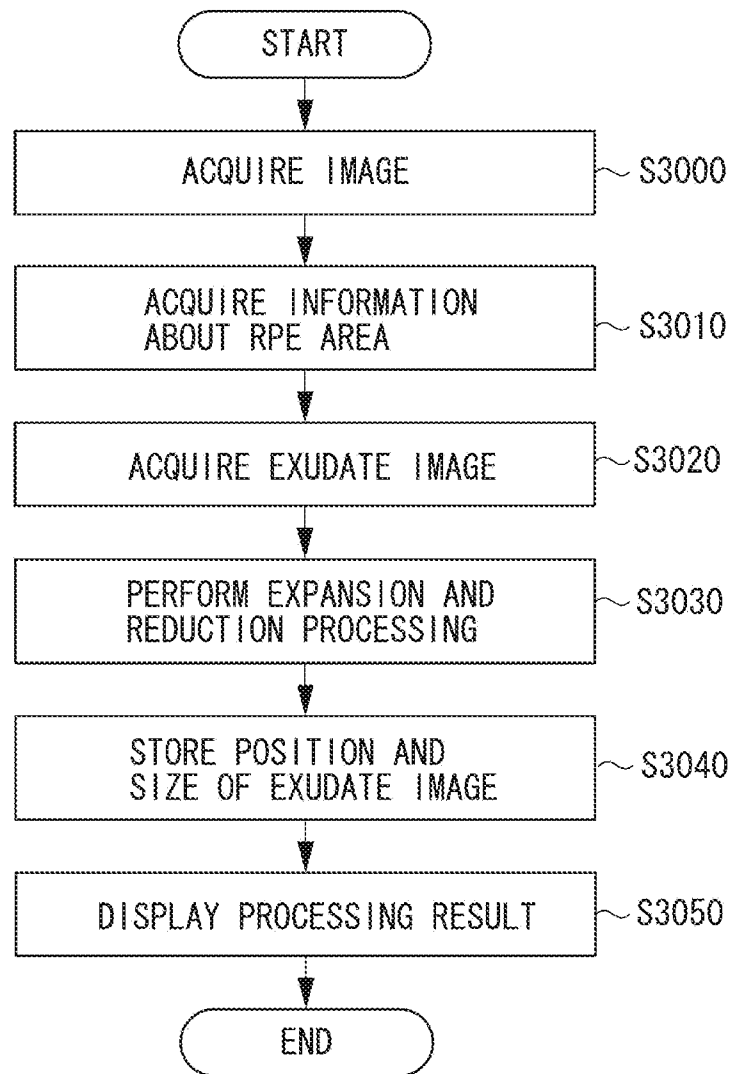 START
ACQUIRE IMAGE
S3000
ACQUIRE INFORMATION
ABOUT RPE AREA
S3010
ACQUIRE EXUDATE IMAGE
S3020
PERFORM EXPANSION AND
REDUCTION PROCESSING
S3030
STORE POSITION AND
SIZE OF EXUDATE IMAGE
S3040
DISPLAY PROCESSING RESULT
S3050
END